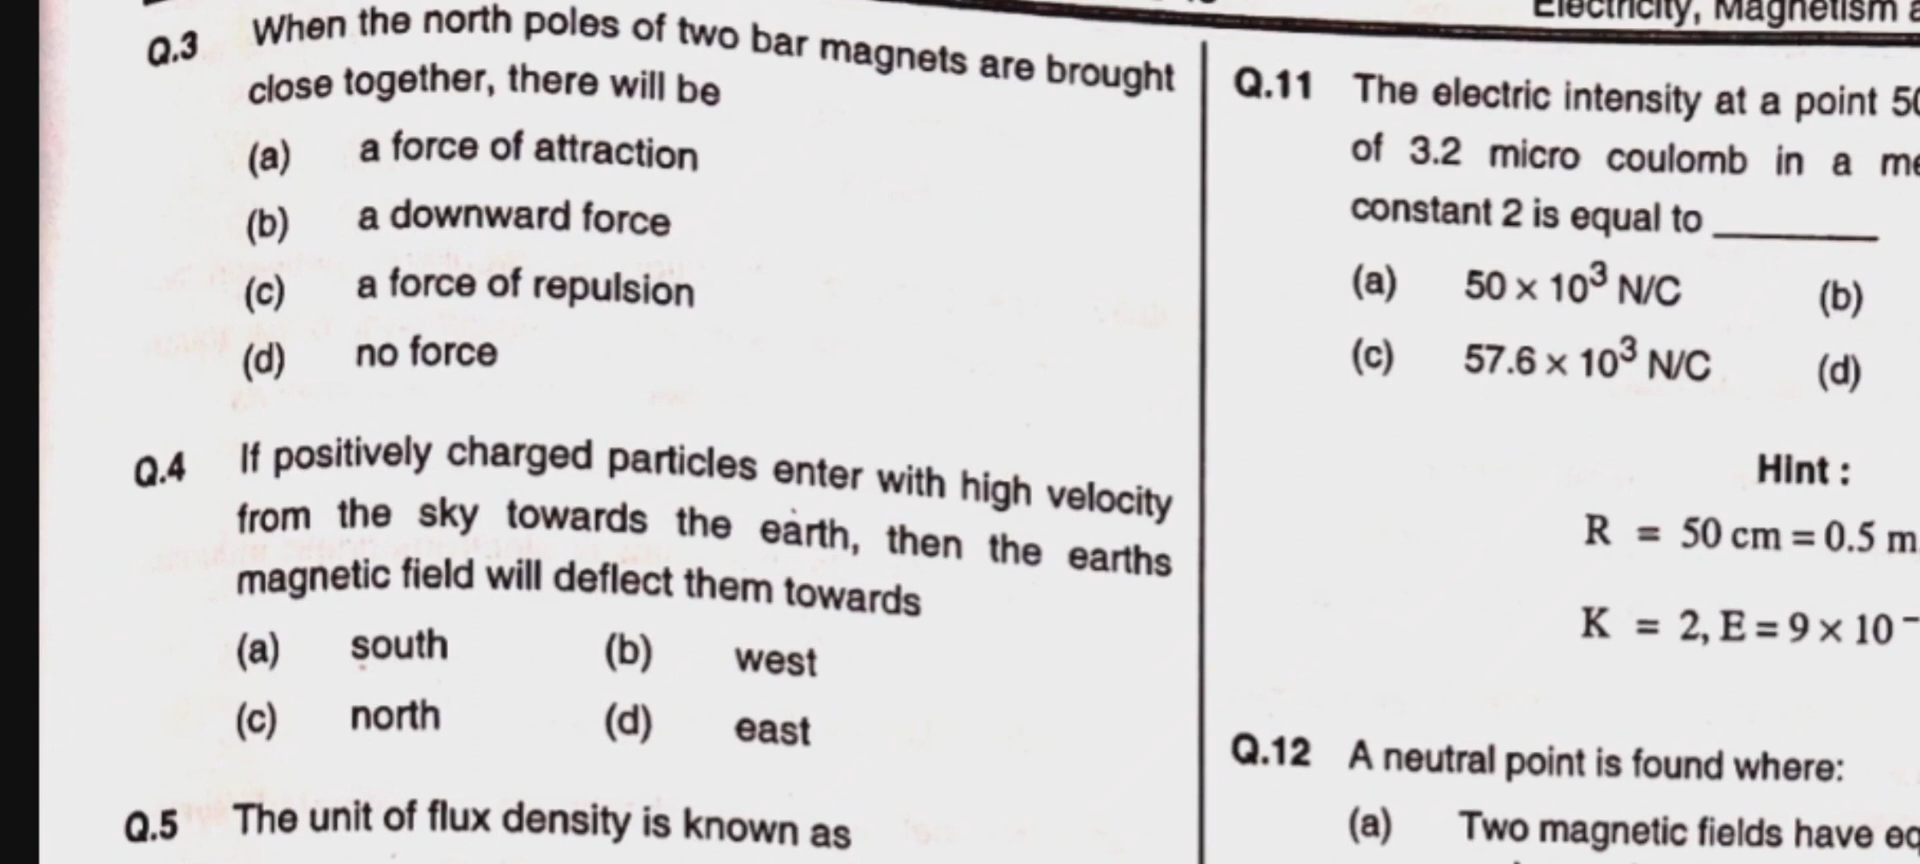 Electricity, Magnetism
Q.3 When the north poles of two bar magnets are brought
close together, there will be
(a) a force of attraction
(b) a downward force
(c) a force of repulsion
(d) no force
Q.4 If positively charged particles enter with high velocity
from the sky towards the earth, then the earths
magnetic field will deflect them towards
(a) south (b) west
(c) north (d) east
Q.5 The unit of flux density is known as
Q.11 The electric intensity at a point
of 3.2 micro coulomb in a
constant 2 is equal to ________
(a) 50 × 10³ N/C (b)
(c) 57.6 × 10³ N/C (d)
Hint :
R = 50 cm = 0.5 m
K = 2, E = 9 × 10⁻
Q.12 A neutral point is found where:
(a) Two magnetic fields have